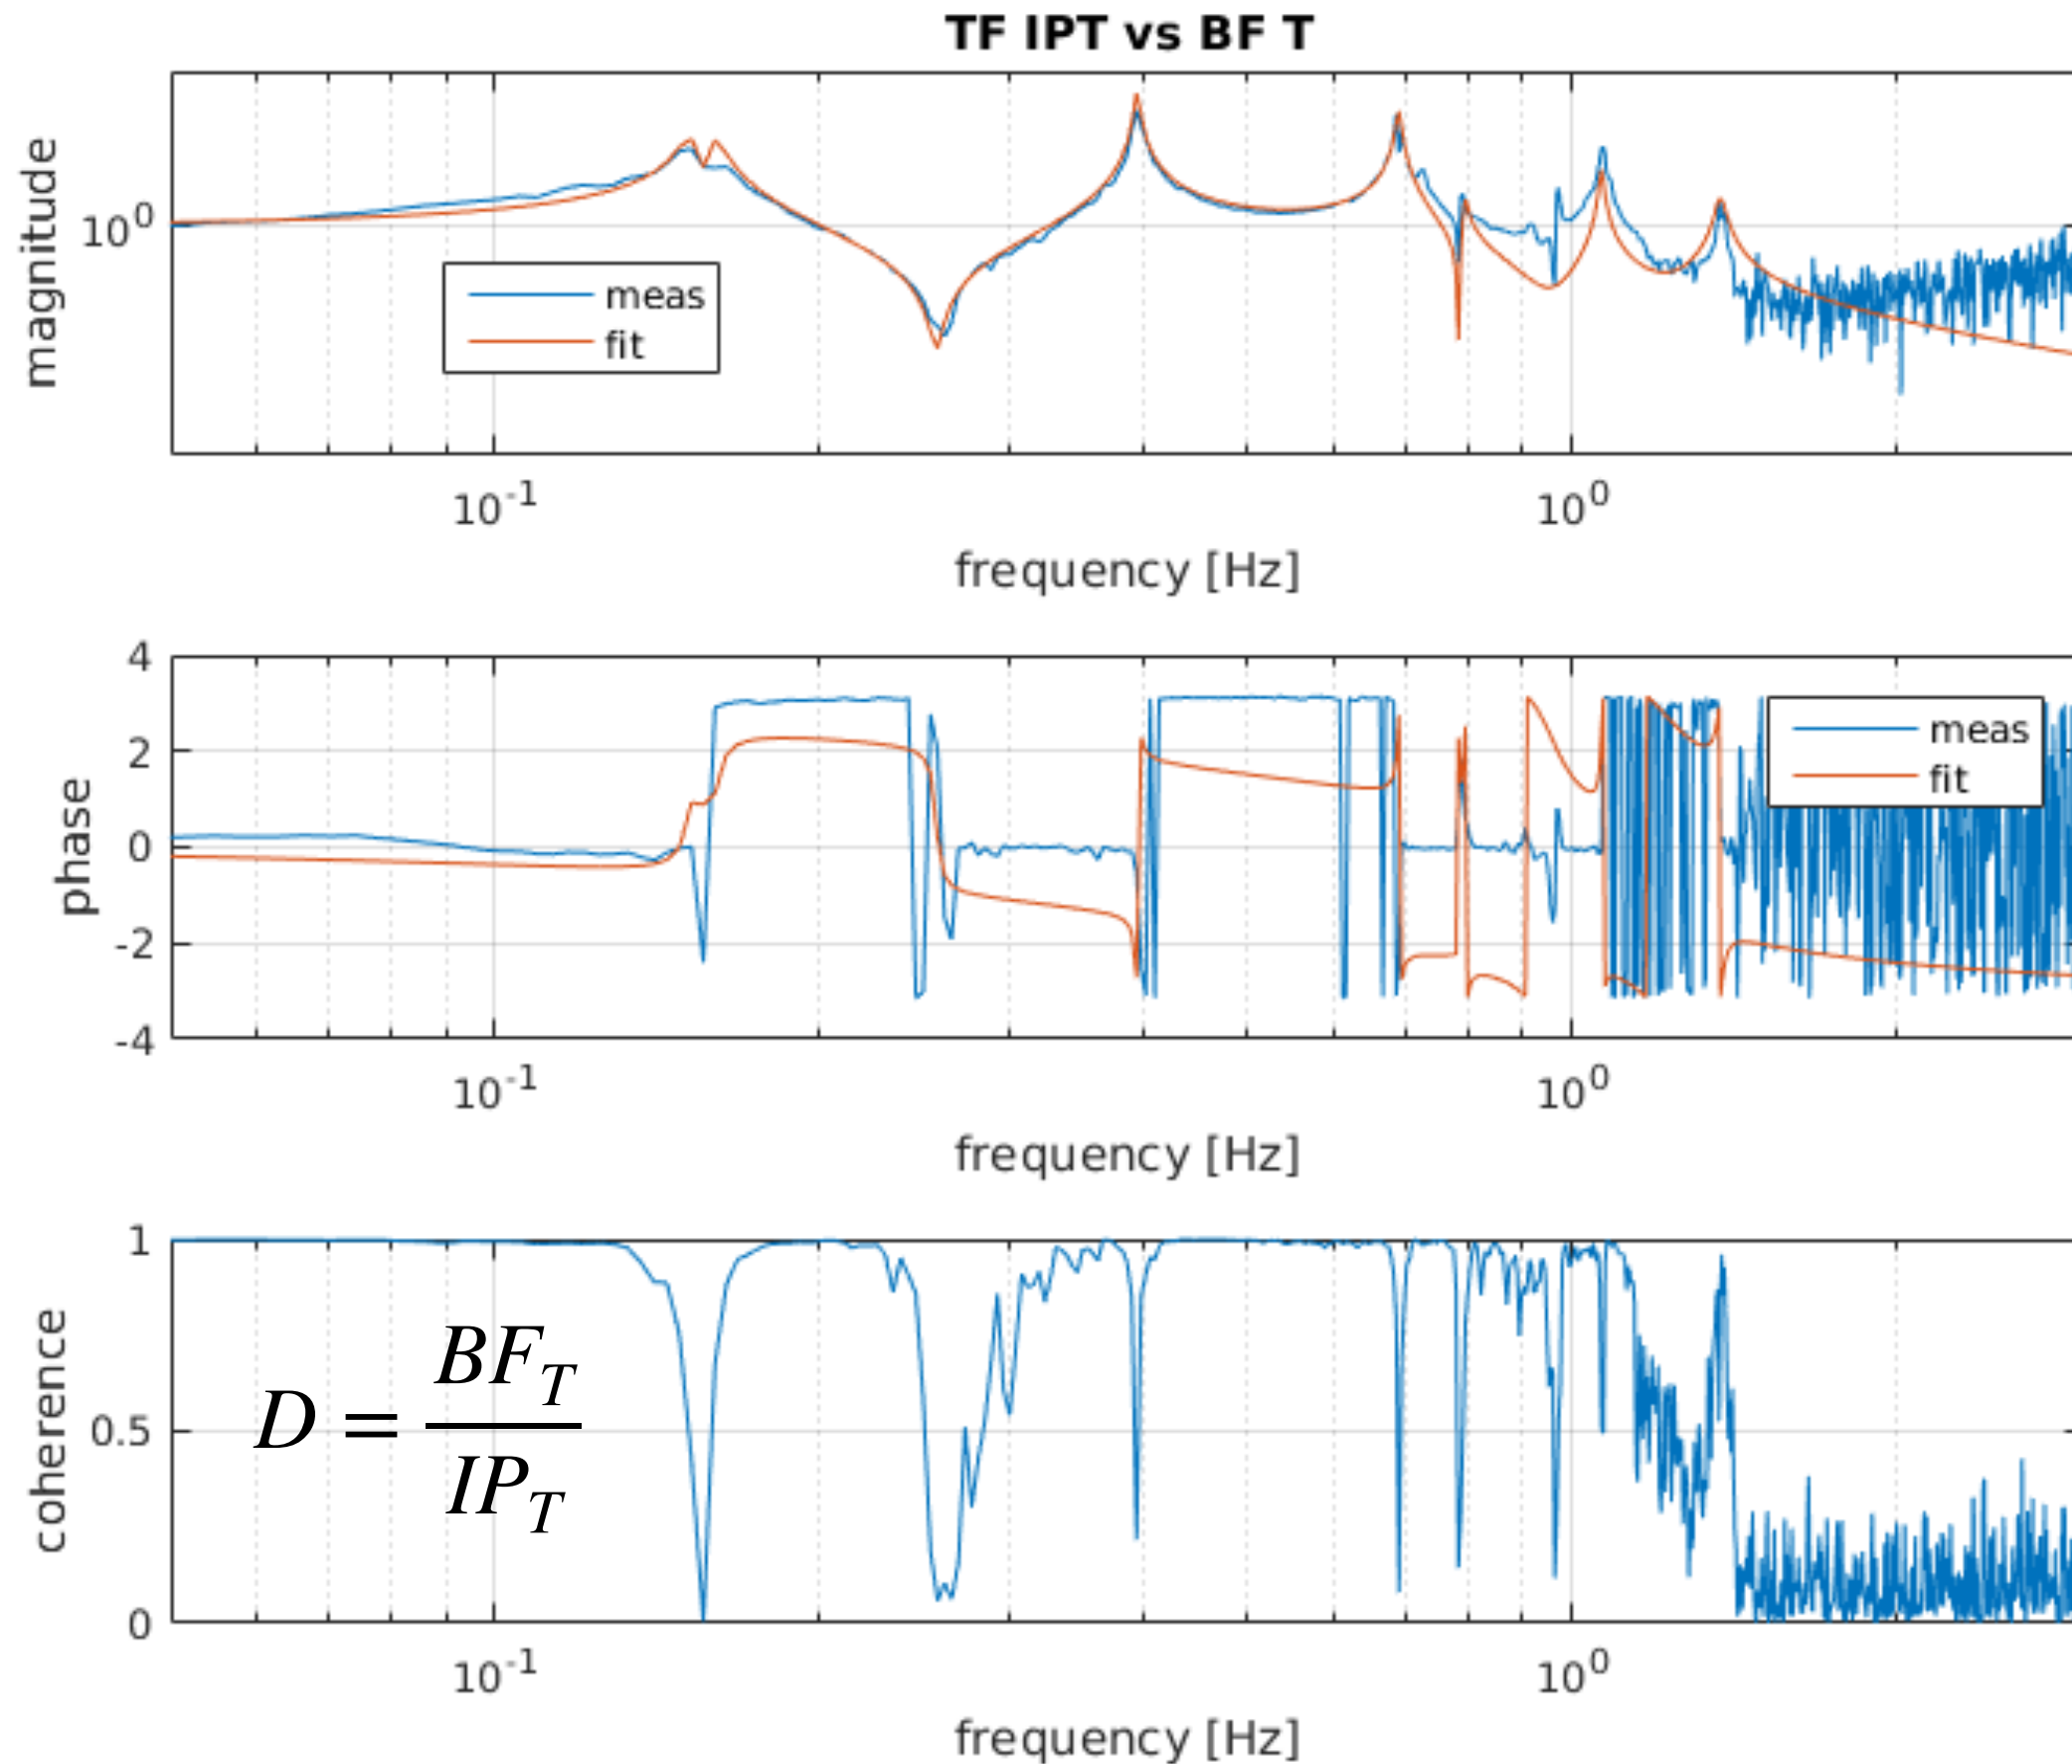 TF IPT vs BF T
magnitude
10^0
meas
fit
10^-1 10^0
frequency [Hz]
phase
4
2
0
-2
-4
meas
fit
10^-1 10^0
frequency [Hz]
coherence
1
0.5
0
D = BF_T / IP_T
10^-1 10^0
frequency [Hz]